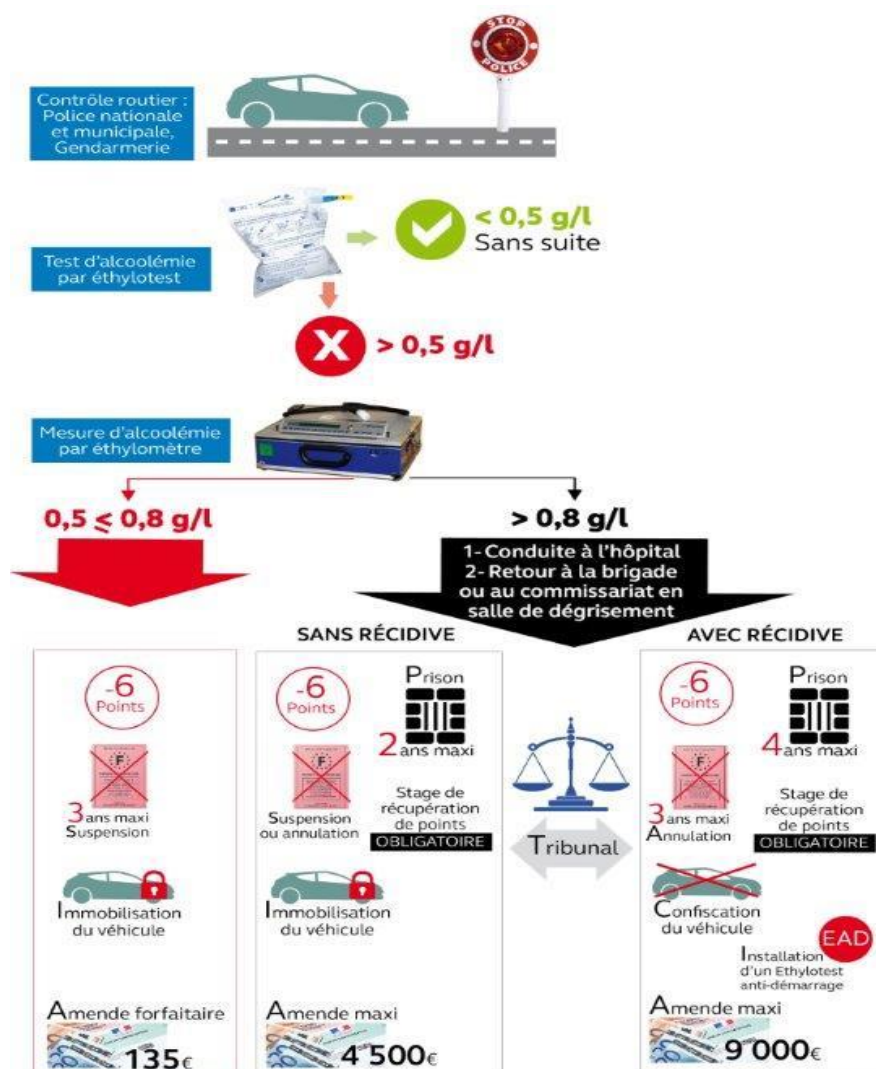 STOP
POLICE
Contrôle routier :
Police nationale
et municipale,
Gendarmerie
Test d'alcoolémie
par éthylotest
< 0,5 g/l
Sans suite
X
> 0,5 g/l
Mesure d'alcoolémie
par éthylomètre
0,5 ⩽ 0,8 g/l
> 0,8 g/l
1- Conduite à l'hôpital
2- Retour à la brigade
ou au commissariat en
salle de dégrisement
-6
Points
F
3 ans maxi
Suspension
Immobilisation
du véhicule
Amende forfaitaire
135€
SANS RÉCIDIVE
-6
Points
F
Suspension
ou annulation
Prison
2 ans maxi
Stage de
récupération
de points
OBLIGATOIRE
Immobilisation
du véhicule
Amende maxi
4 500€
Tribunal
AVEC RÉCIDIVE
-6
Points
F
3 ans maxi
Annulation
Prison
4 ans maxi
Stage de
récupération
de points
OBLIGATOIRE
Confiscation
du véhicule
EAD
Installation
d'un Ethylotest
anti-démarrage
Amende maxi
9 000€